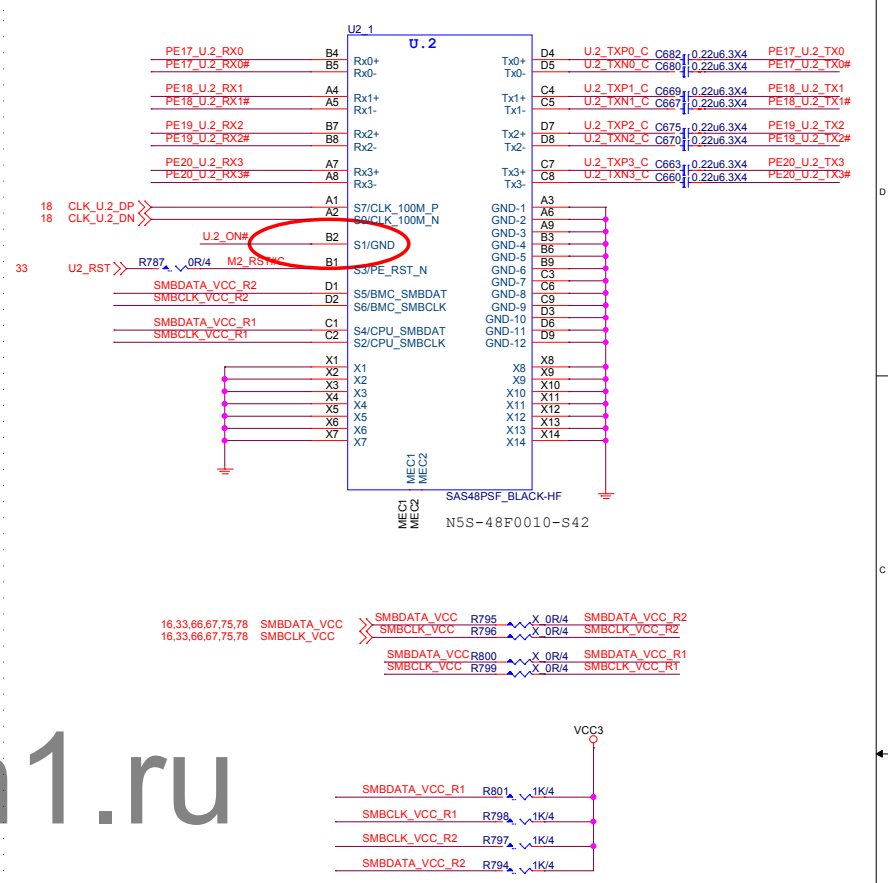 U2_1
U.2
PE17_U.2_RX0 B4 Rx0+ Tx0+ D4 U.2_TXP0_C C682 0.22u6.3X4 PE17_U.2_TX0
PE17_U.2_RX0# B5 Rx0- Tx0- D5 U.2_TXN0_C C680 0.22u6.3X4 PE17_U.2_TX0#
PE18_U.2_RX1 A4 Rx1+ Tx1+ C4 U.2_TXP1_C C669 0.22u6.3X4 PE18_U.2_TX1
PE18_U.2_RX1# A5 Rx1- Tx1- C5 U.2_TXN1_C C667 0.22u6.3X4 PE18_U.2_TX1#
PE19_U.2_RX2 B7 Rx2+ Tx2+ D7 U.2_TXP2_C C675 0.22u6.3X4 PE19_U.2_TX2
PE19_U.2_RX2# B8 Rx2- Tx2- D8 U.2_TXN2_C C670 0.22u6.3X4 PE19_U.2_TX2#
PE20_U.2_RX3 A7 Rx3+ Tx3+ C7 U.2_TXP3_C C663 0.22u6.3X4 PE20_U.2_TX3
PE20_U.2_RX3# A8 Rx3- Tx3- C8 U.2_TXN3_C C660 0.22u6.3X4 PE20_U.2_TX3#
D
18 CLK_U.2_DP A1 S7/CLK_100M_P GND-1 A3
18 CLK_U.2_DN A2 S0/CLK_100M_N GND-2 A6
GND-3 A9
U.2_ON# B2 S1/GND GND-4 B3
GND-5 B6
33 U2_RST R787 0R/4 M2_RST#C B1 S3/PE_RST_N GND-6 B9
GND-7 C3
SMBDATA_VCC_R2 D1 S5/BMC_SMBDAT GND-8 C6
SMBCLK_VCC_R2 D2 S6/BMC_SMBCLK GND-9 C9
GND-10 D3
SMBDATA_VCC_R1 C1 S4/CPU_SMBDAT GND-11 D6
SMBCLK_VCC_R1 C2 S2/CPU_SMBCLK GND-12 D9
X1 X1 X8 X8
X2 X2 X9 X9
X3 X3 X10 X10
X4 X4 X11 X11
X5 X5 X12 X12
X6 X6 X13 X13
X7 X7 X14 X14
MEC1
MEC2
MEC1
MEC2
SAS48PSF_BLACK-HF
N5S-48F0010-S42
C
16,33,66,67,75,78 SMBDATA_VCC SMBDATA_VCC R795 X_0R/4 SMBDATA_VCC_R2
16,33,66,67,75,78 SMBCLK_VCC SMBCLK_VCC R796 X_0R/4 SMBCLK_VCC_R2
SMBDATA_VCC R800 X_0R/4 SMBDATA_VCC_R1
SMBCLK_VCC R799 X_0R/4 SMBCLK_VCC_R1
VCC3
SMBDATA_VCC_R1 R801 1K/4
SMBCLK_VCC_R1 R798 1K/4
SMBCLK_VCC_R2 R797 1K/4
SMBDATA_VCC_R2 R794 1K/4
1.ru